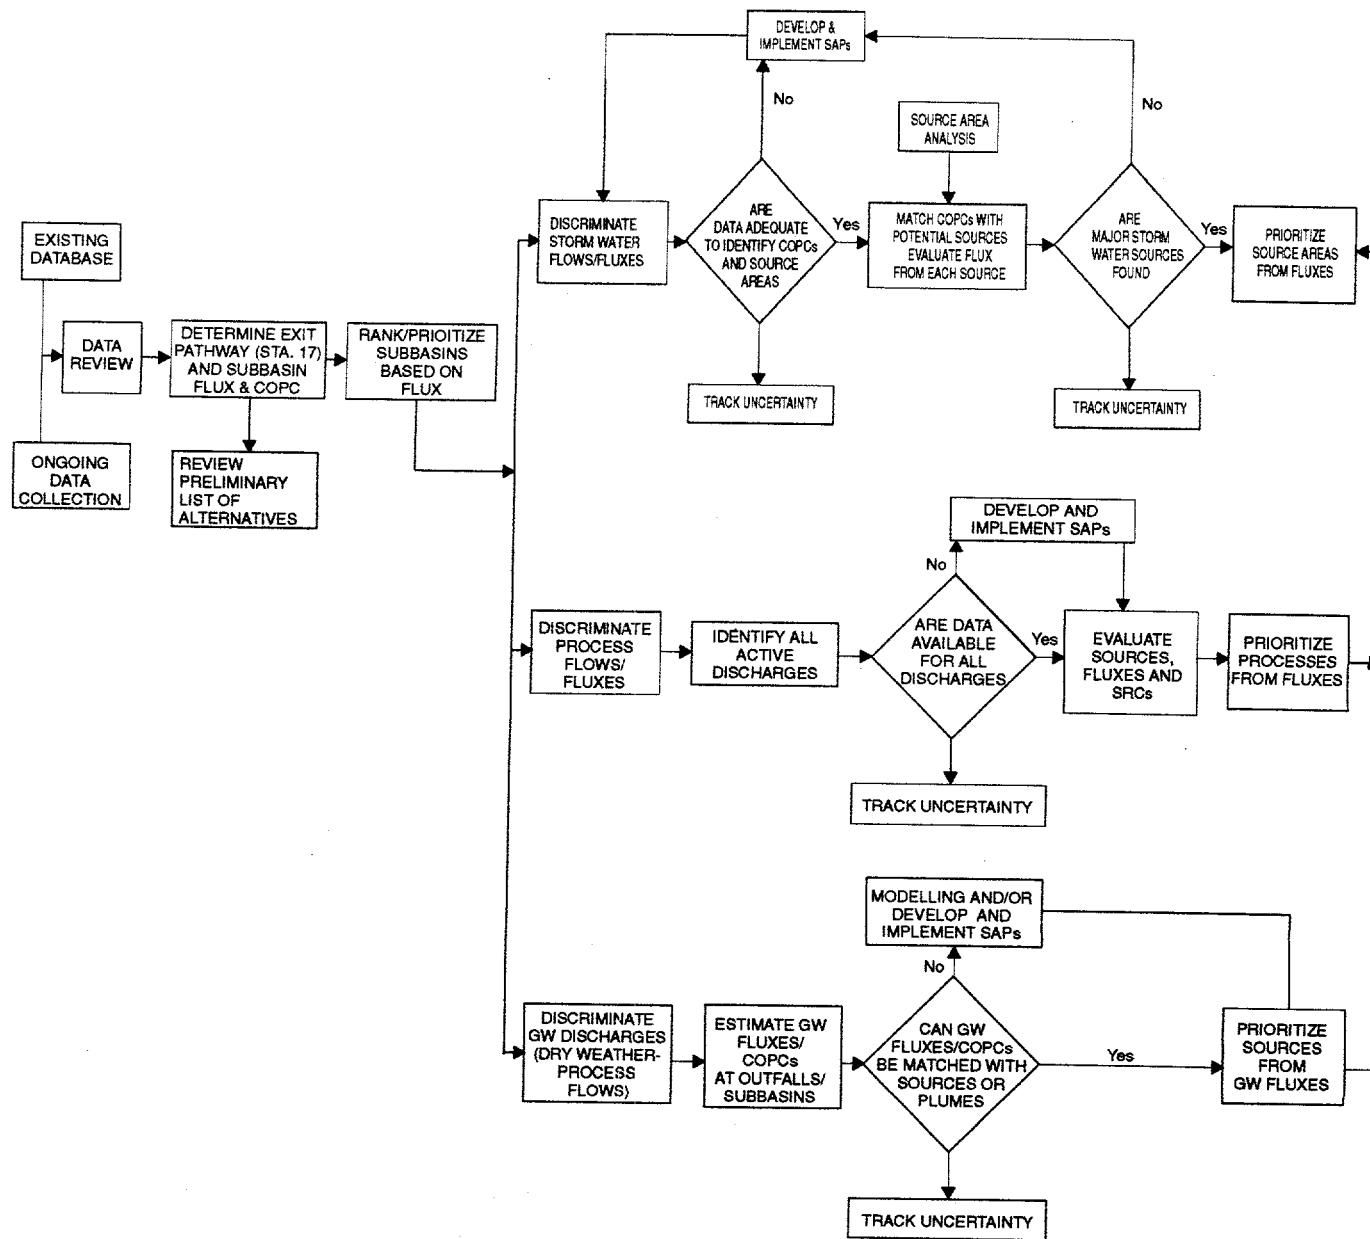 DEVELOP &
IMPLEMENT SAPs
No
No
SOURCE AREA
ANALYSIS
EXISTING
DATABASE
DISCRIMINATE
STORM WATER
FLOWS/FLUXES
ARE
DATA ADEQUATE
TO IDENTIFY COPCs
AND SOURCE
AREAS
Yes
MATCH COPCs WITH
POTENTIAL SOURCES
EVALUATE FLUX
FROM EACH SOURCE
ARE
MAJOR STORM
WATER SOURCES
FOUND
Yes
PRIORITIZE
SOURCE AREAS
FROM FLUXES
DATA
REVIEW
DETERMINE EXIT
PATHWAY (STA. 17)
AND SUBBASIN
FLUX & COPC
RANK/PRIOITIZE
SUBBASINS
BASED ON
FLUX
TRACK UNCERTAINTY
TRACK UNCERTAINTY
ONGOING
DATA
COLLECTION
REVIEW
PRELIMINARY
LIST OF
ALTERNATIVES
DEVELOP AND
IMPLEMENT SAPs
No
DISCRIMINATE
PROCESS
FLOWS/
FLUXES
IDENTIFY ALL
ACTIVE
DISCHARGES
ARE DATA
AVAILABLE
FOR ALL
DISCHARGES
Yes
EVALUATE
SOURCES,
FLUXES AND
SRCs
PRIORITIZE
PROCESSES
FROM FLUXES
TRACK UNCERTAINTY
MODELLING AND/OR
DEVELOP AND
IMPLEMENT SAPs
No
DISCRIMINATE
GW DISCHARGES
(DRY WEATHER-
PROCESS
FLOWS)
ESTIMATE GW
FLUXES/
COPCs
AT OUTFALLS/
SUBBASINS
CAN GW
FLUXES/COPCs
BE MATCHED WITH
SOURCES OR
PLUMES
Yes
PRIORITIZE
SOURCES
FROM
GW FLUXES
TRACK UNCERTAINTY